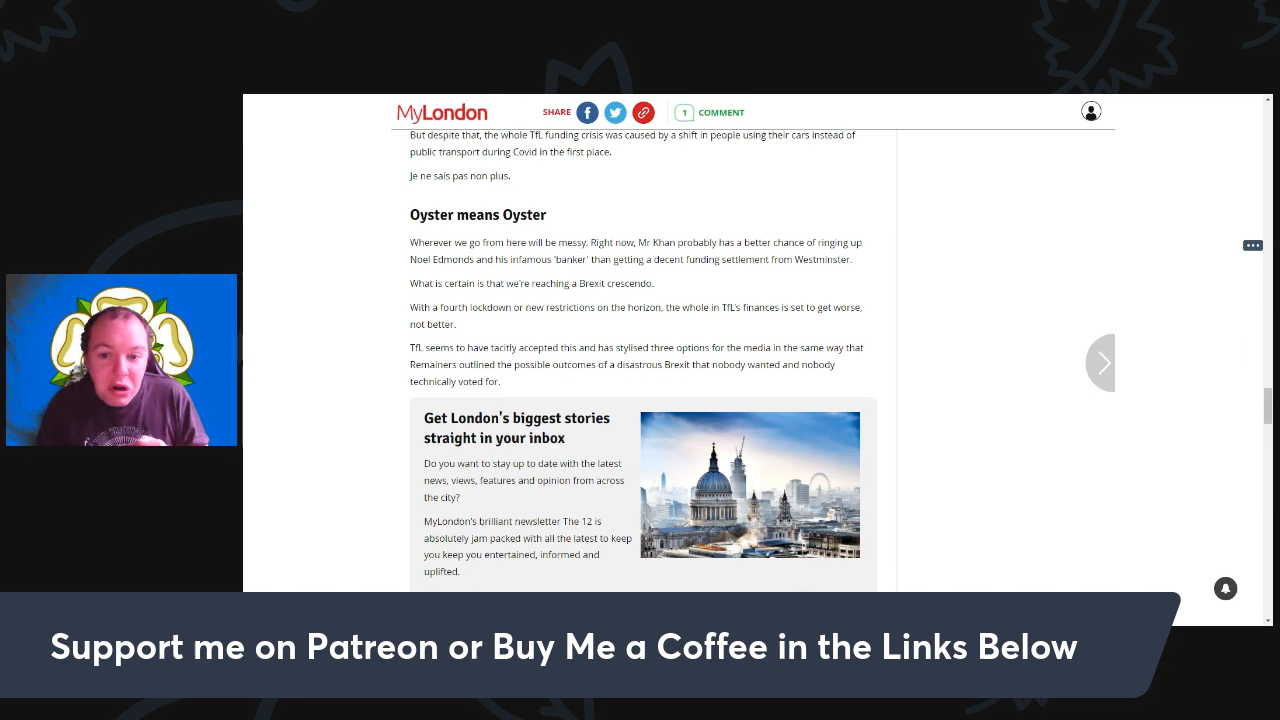 MyLondon
SHARE
1 COMMENT
But despite that, the whole TfL funding crisis was caused by a shift in people using their cars instead of
public transport during Covid in the first place.
Je ne sais pas non plus.
Oyster means Oyster
Wherever we go from here will be messy. Right now, Mr Khan probably has a better chance of ringing up
Noel Edmonds and his infamous 'banker' than getting a decent funding settlement from Westminster.
What is certain is that we're reaching a Brexit crescendo.
With a fourth lockdown or new restrictions on the horizon, the whole in TfL's finances is set to get worse,
not better.
TfL seems to have tacitly accepted this and has stylised three options for the media in the same way that
Remainers outlined the possible outcomes of a disastrous Brexit that nobody wanted and nobody
technically voted for.
Get London's biggest stories
straight in your inbox
Do you want to stay up to date with the latest
news, views, features and opinion from across
the city?
MyLondon's brilliant newsletter The 12 is
absolutely jam packed with all the latest to keep
you keep you entertained, informed and
uplifted.
Support me on Patreon or Buy Me a Coffee in the Links Below